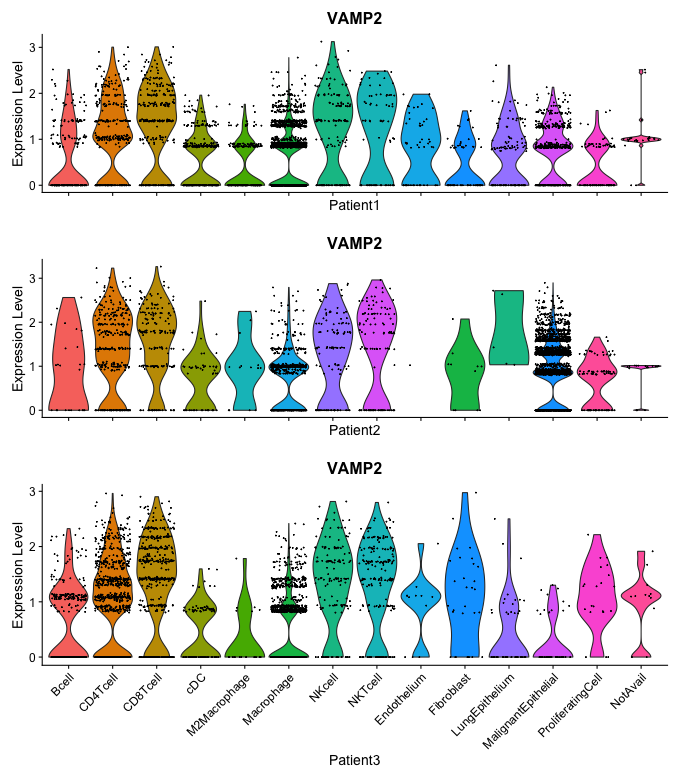 VAMP2
Expression Level
3
2
1
0
Patient1
VAMP2
Expression Level
3
2
1
0
Patient2
VAMP2
Expression Level
3
2
1
0
Bcell
CD4Tcell
CD8Tcell
cDC
M2Macrophage
Macrophage
NKcell
NKTcell
Endothelium
Fibroblast
LungEpithelium
MalignantEpithelial
ProliferatingCell
NotAvail
Patient3